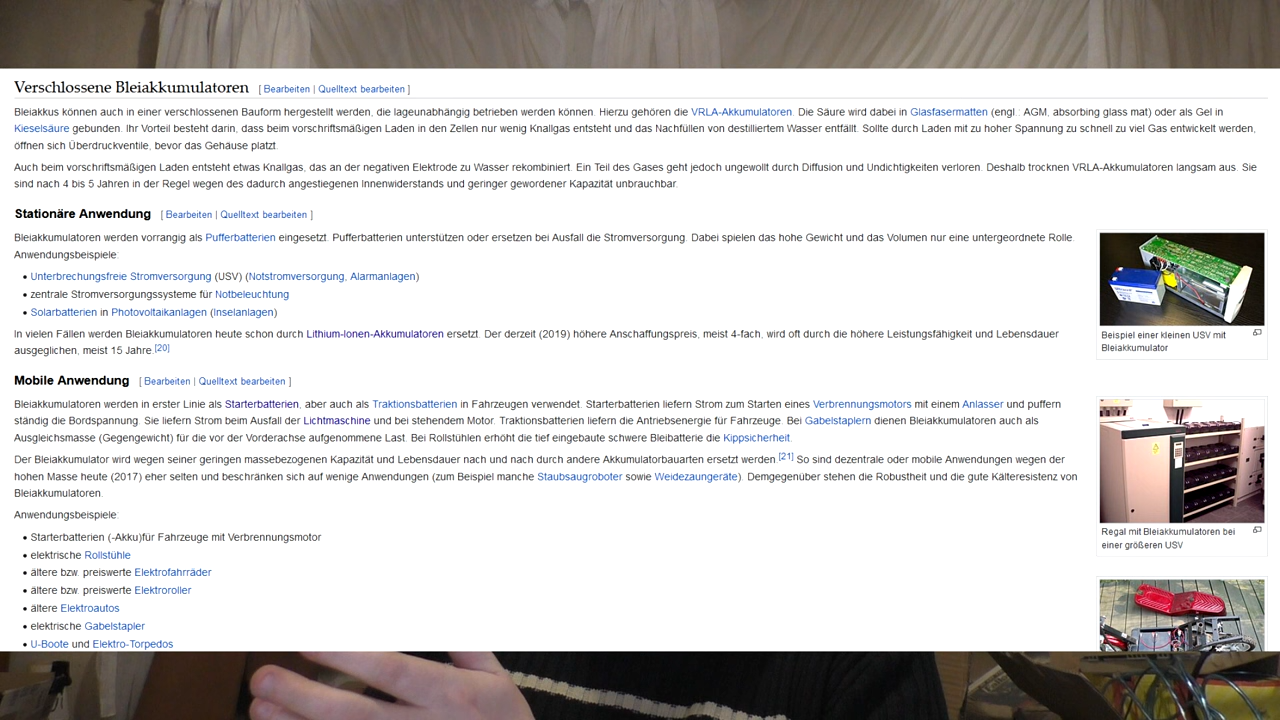 Verschlossene Bleiakkumulatoren [ Bearbeiten | Quelltext bearbeiten ]
Bleiakkus können auch in einer verschlossenen Bauform hergestellt werden, die lageunabhängig betrieben werden können. Hierzu gehören die VRLA-Akkumulatoren. Die Säure wird dabei in Glasfasermatten (engl.: AGM, absorbing glass mat) oder als Gel in
Kieselsäure gebunden. Ihr Vorteil besteht darin, dass beim vorschriftsmäßigen Laden in den Zellen nur wenig Knallgas entsteht und das Nachfüllen von destilliertem Wasser entfällt. Sollte durch Laden mit zu hoher Spannung zu schnell zu viel Gas entwickelt werden,
öffnen sich Überdruckventile, bevor das Gehäuse platzt.
Auch beim vorschriftsmäßigen Laden entsteht etwas Knallgas, das an der negativen Elektrode zu Wasser rekombiniert. Ein Teil des Gases geht jedoch ungewollt durch Diffusion und Undichtigkeiten verloren. Deshalb trocknen VRLA-Akkumulatoren langsam aus. Sie
sind nach 4 bis 5 Jahren in der Regel wegen des dadurch angestiegenen Innenwiderstands und geringer gewordener Kapazität unbrauchbar.
Stationäre Anwendung [ Bearbeiten | Quelltext bearbeiten ]
Bleiakkumulatoren werden vorrangig als Pufferbatterien eingesetzt. Pufferbatterien unterstützen oder ersetzen bei Ausfall die Stromversorgung. Dabei spielen das hohe Gewicht und das Volumen nur eine untergeordnete Rolle.
Anwendungsbeispiele:
• Unterbrechungsfreie Stromversorgung (USV) (Notstromversorgung, Alarmanlagen)
• zentrale Stromversorgungssysteme für Notbeleuchtung
• Solarbatterien in Photovoltaikanlagen (Inselanlagen)
In vielen Fällen werden Bleiakkumulatoren heute schon durch Lithium-Ionen-Akkumulatoren ersetzt. Der derzeit (2019) höhere Anschaffungspreis, meist 4-fach, wird oft durch die höhere Leistungsfähigkeit und Lebensdauer
ausgeglichen, meist 15 Jahre.[20]
Beispiel einer kleinen USV mit
Bleiakkumulator
Mobile Anwendung [ Bearbeiten | Quelltext bearbeiten ]
Bleiakkumulatoren werden in erster Linie als Starterbatterien, aber auch als Traktionsbatterien in Fahrzeugen verwendet. Starterbatterien liefern Strom zum Starten eines Verbrennungsmotors mit einem Anlasser und puffern
ständig die Bordspannung. Sie liefern Strom beim Ausfall der Lichtmaschine und bei stehendem Motor. Traktionsbatterien liefern die Antriebsenergie für Fahrzeuge. Bei Gabelstaplern dienen Bleiakkumulatoren auch als
Ausgleichsmasse (Gegengewicht) für die vor der Vorderachse aufgenommene Last. Bei Rollstühlen erhöht die tief eingebaute schwere Bleibatterie die Kippsicherheit.
Der Bleiakkumulator wird wegen seiner geringen massebezogenen Kapazität und Lebensdauer nach und nach durch andere Akkumulatorbauarten ersetzt werden.[21] So sind dezentrale oder mobile Anwendungen wegen der
hohen Masse heute (2017) eher selten und beschränken sich auf wenige Anwendungen (zum Beispiel manche Staubsaugroboter sowie Weidezaungeräte). Demgegenüber stehen die Robustheit und die gute Kälteresistenz von
Bleiakkumulatoren.
Anwendungsbeispiele:
• Starterbatterien (-Akku)für Fahrzeuge mit Verbrennungsmotor
• elektrische Rollstühle
• ältere bzw. preiswerte Elektrofahrräder
• ältere bzw. preiswerte Elektroroller
• ältere Elektroautos
• elektrische Gabelstapler
• U-Boote und Elektro-Torpedos
Regal mit Bleiakkumulatoren bei
einer größeren USV